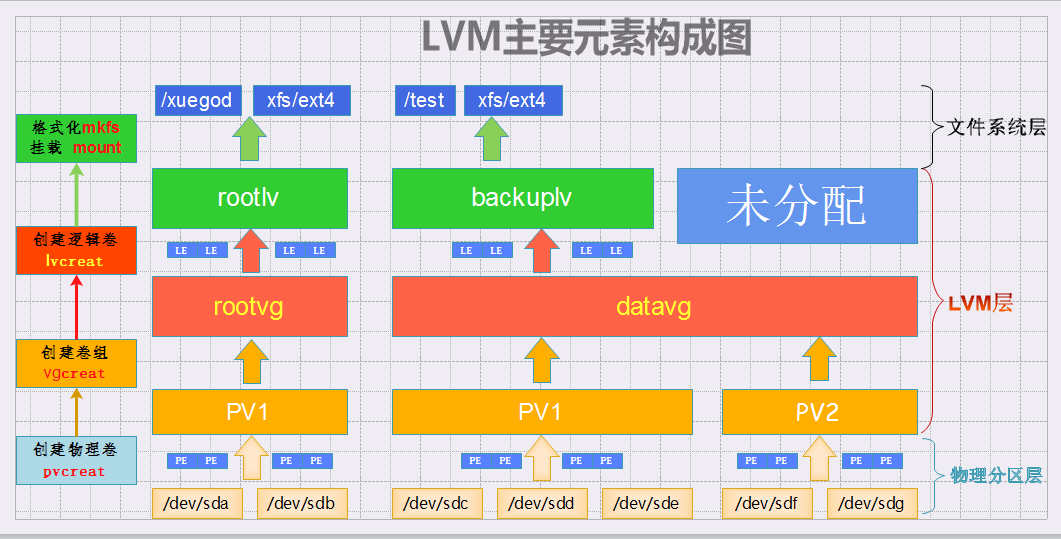 LVM主要元素构成图
/xuegod
xfs/ext4
/test
xfs/ext4
格式化mkfs
挂载 mount
文件系统层
rootlv
backuplv
未分配
创建逻辑卷
lvcreat
LE LE
LE LE
LE LE
LE LE
rootvg
datavg
LVM层
创建卷组
vgcreat
PV1
PV1
PV2
创建物理卷
pvcreat
PE PE
PE PE
PE PE
PE PE
PE PE
PE PE
物理分区层
/dev/sda
/dev/sdb
/dev/sdc
/dev/sdd
/dev/sde
/dev/sdf
/dev/sdg